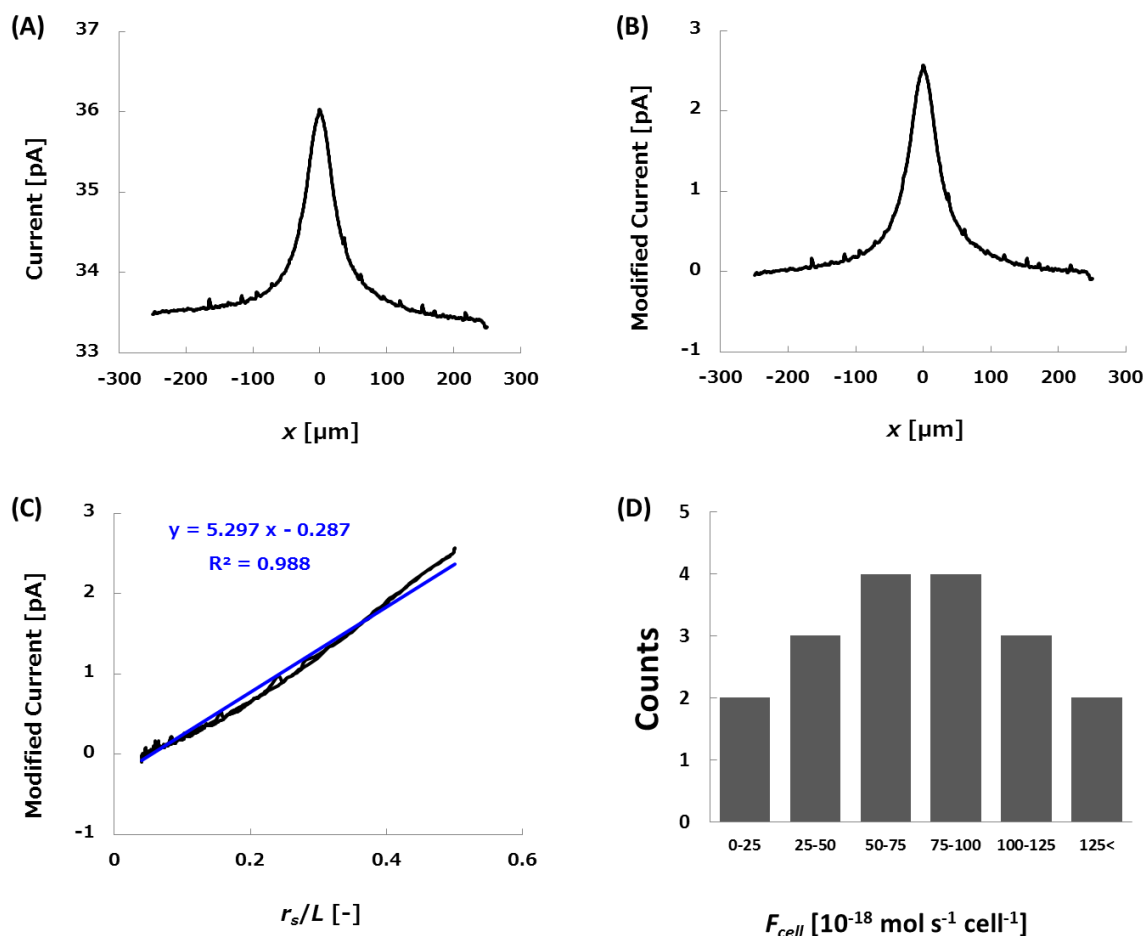 (A)
37
36
35
34
33
Current [pA]
-300 -200 -100 0 100 200 300
x [µm]
(B)
3
2
1
0
-1
Modified Current [pA]
-300 -200 -100 0 100 200 300
x [µm]
(C)
y = 5.297 x - 0.287
R² = 0.988
3
2
1
0
-1
Modified Current [pA]
0 0.2 0.4 0.6
rₛ/L [-]
(D)
5
4
3
2
1
0
Counts
0-25 25-50 50-75 75-100 100-125 125<
F_cell [10⁻¹⁸ mol s⁻¹ cell⁻¹]